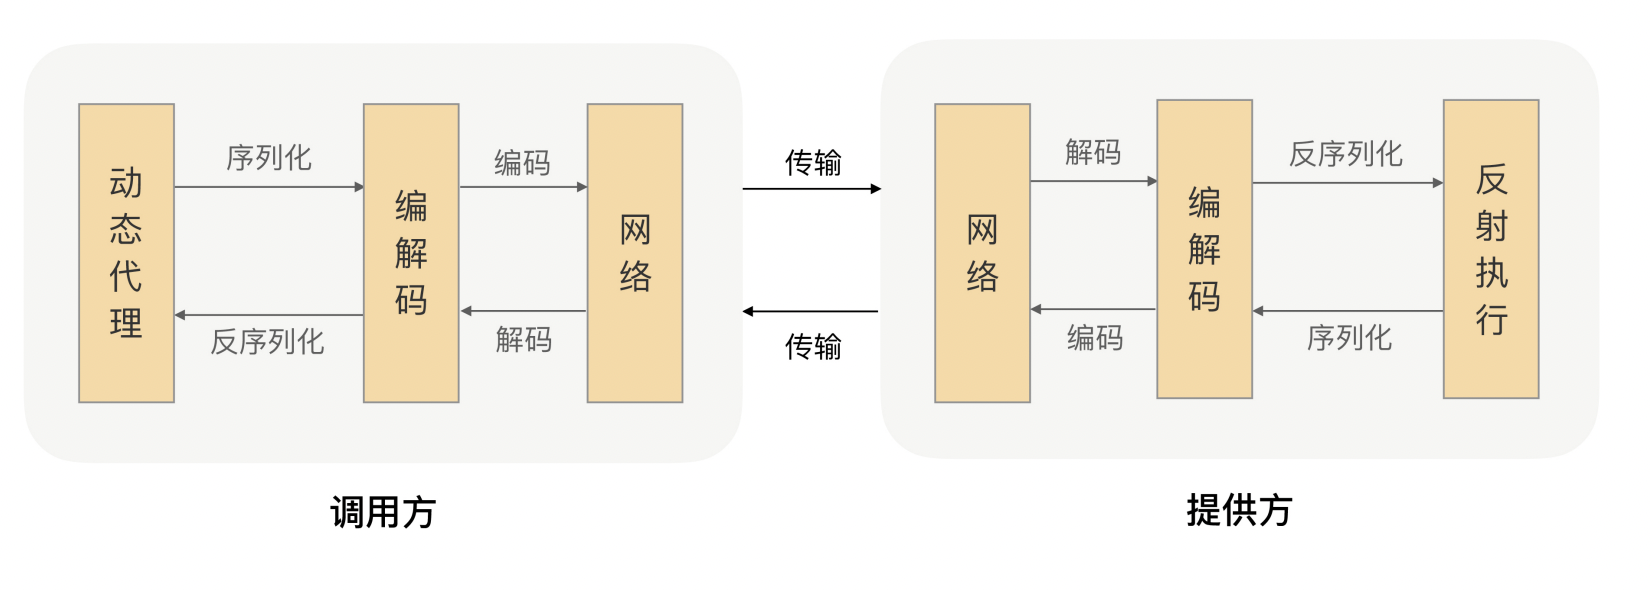 动态代理
序列化
反序列化
编解码
编码
解码
网络
传输
传输
网络
解码
编码
编解码
反序列化
序列化
反射执行
调用方
提供方